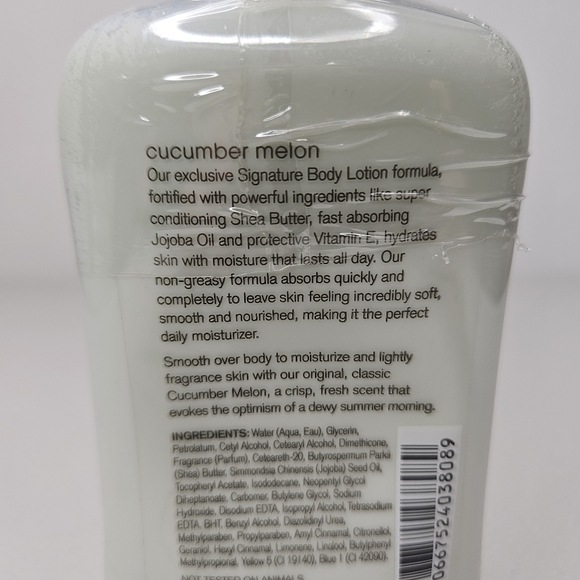 cucumber melon
Our exclusive Signature Body Lotion formula,
fortified with powerful ingredients like super
conditioning Shea Butter, fast absorbing
Jojoba Oil and protective Vitamin E, hydrates
skin with moisture that lasts all day. Our
non-greasy formula absorbs quickly and
completely to leave skin feeling incredibly soft,
smooth and nourished, making it the perfect
daily moisturizer.
Smooth over body to moisturize and lightly
fragrance skin with our original, classic
Cucumber Melon, a crisp, fresh scent that
evokes the optimism of a dewy summer morning.
INGREDIENTS: Water (Aqua, Eau), Glycerin,
Petrolatum, Cetyl Alcohol, Cetearyl Alcohol, Dimethicone,
Fragrance (Parfum), Ceteareth-20, Butyrospermum Parkii
(Shea) Butter, Simmondsia Chinensis (Jojoba) Seed Oil,
Tocopheryl Acetate, Isododecane, Neopentyl Glycol
Diheptanoate, Carbomer, Butylene Glycol, Sodium
Hydroxide, Disodium EDTA, Isopropyl Alcohol, Tetrasodium
EDTA, BHT, Benzyl Alcohol, Diazolidinyl Urea,
Methylparaben, Propylparaben, Amyl Cinnamal, Citronellol,
Geraniol, Hexyl Cinnamal, Limonene, Linalool, Butylphenyl
Methylpropional, Yellow 5 (CI 19140), Blue 1 (CI 42090).
NOT TESTED ON ANIMALS
0667524038089